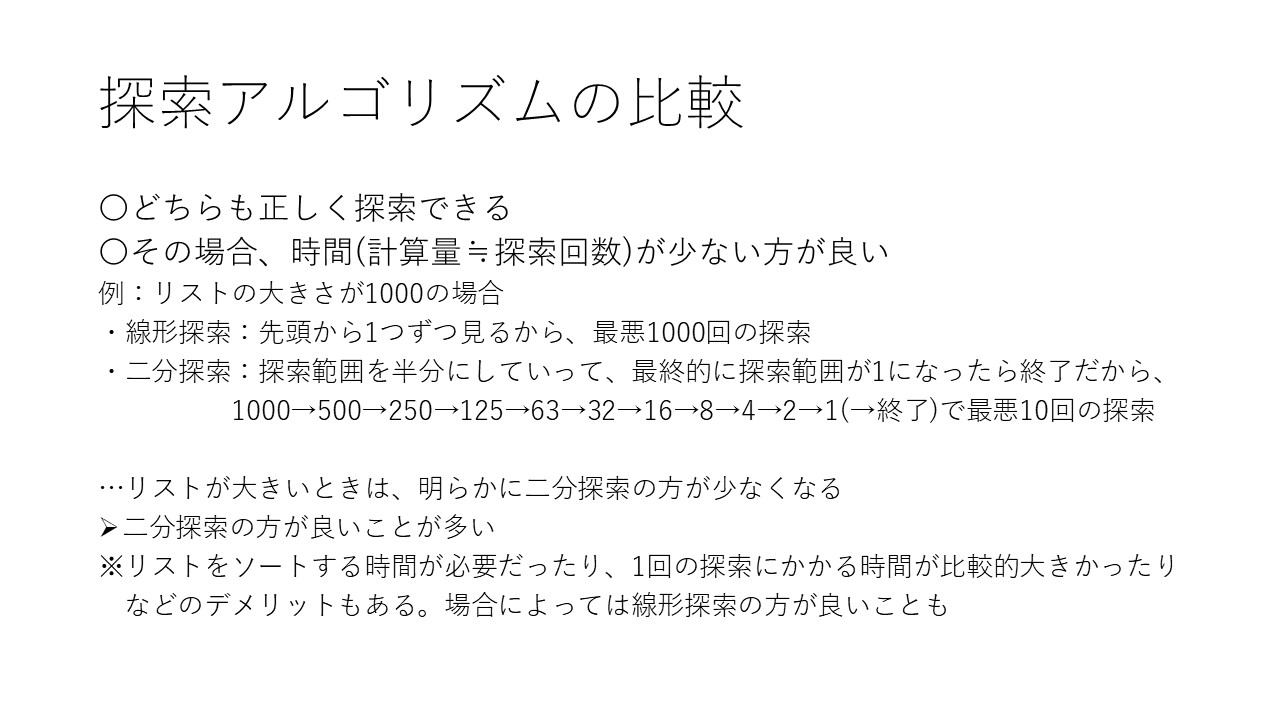 探索アルゴリズムの比較
〇どちらも正しく探索できる
〇その場合、時間(計算量≒探索回数)が少ない方が良い
例：リストの大きさが1000の場合
・線形探索：先頭から1つずつ見るから、最悪1000回の探索
・二分探索：探索範囲を半分にしていって、最終的に探索範囲が1になったら終了だから、
1000→500→250→125→63→32→16→8→4→2→1(→終了)で最悪10回の探索
…リストが大きいときは、明らかに二分探索の方が少なくなる
➢二分探索の方が良いことが多い
※リストをソートする時間が必要だったり、1回の探索にかかる時間が比較的大きかったり
などのデメリットもある。場合によっては線形探索の方が良いことも